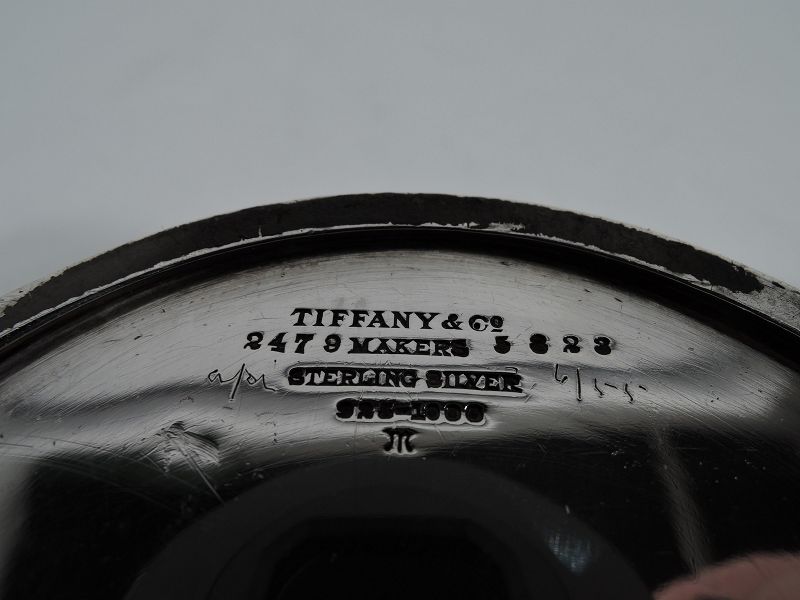 TIFFANY & Cº
2479 MAKERS 5823
STERLING SILVER
925-1000
M